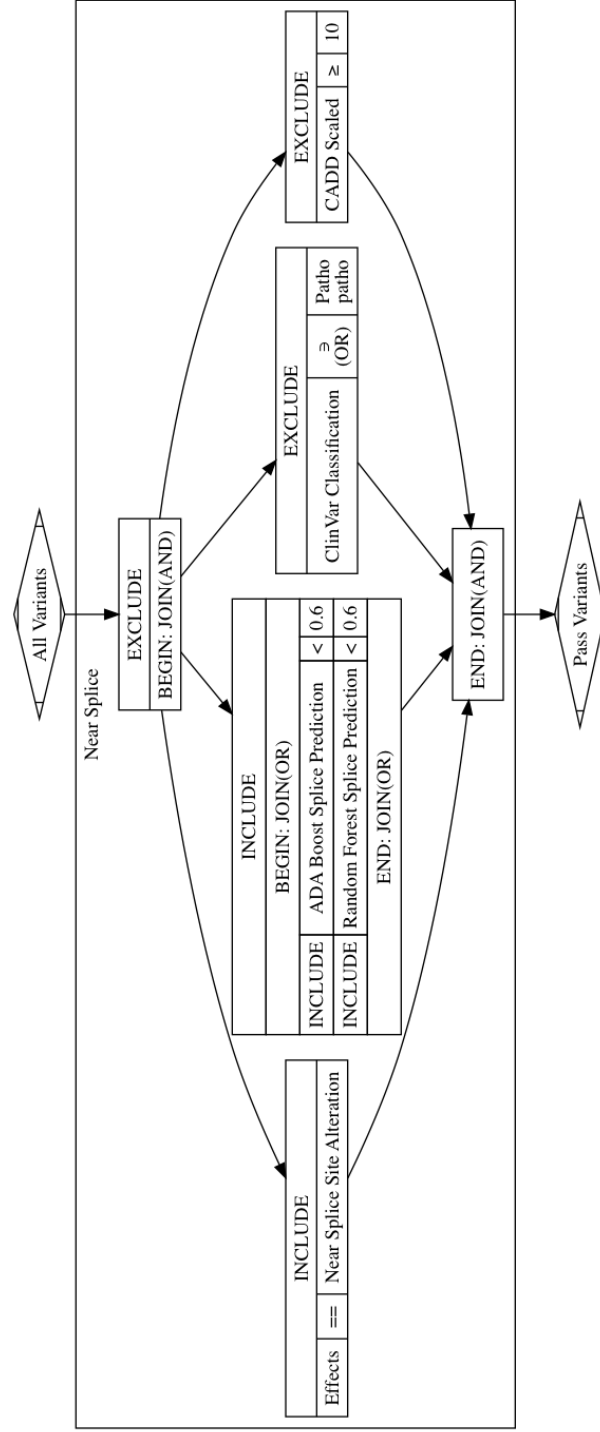 All Variants
Near Splice
EXCLUDE
BEGIN: JOIN(AND)
INCLUDE
Effects == Near Splice Site Alteration
INCLUDE
BEGIN: JOIN(OR)
INCLUDE ADA Boost Splice Prediction < 0.6
INCLUDE Random Forest Splice Prediction < 0.6
END: JOIN(OR)
EXCLUDE
ClinVar Classification ∋ (OR) Patho
patho
EXCLUDE
CADD Scaled ≥ 10
END: JOIN(AND)
Pass Variants